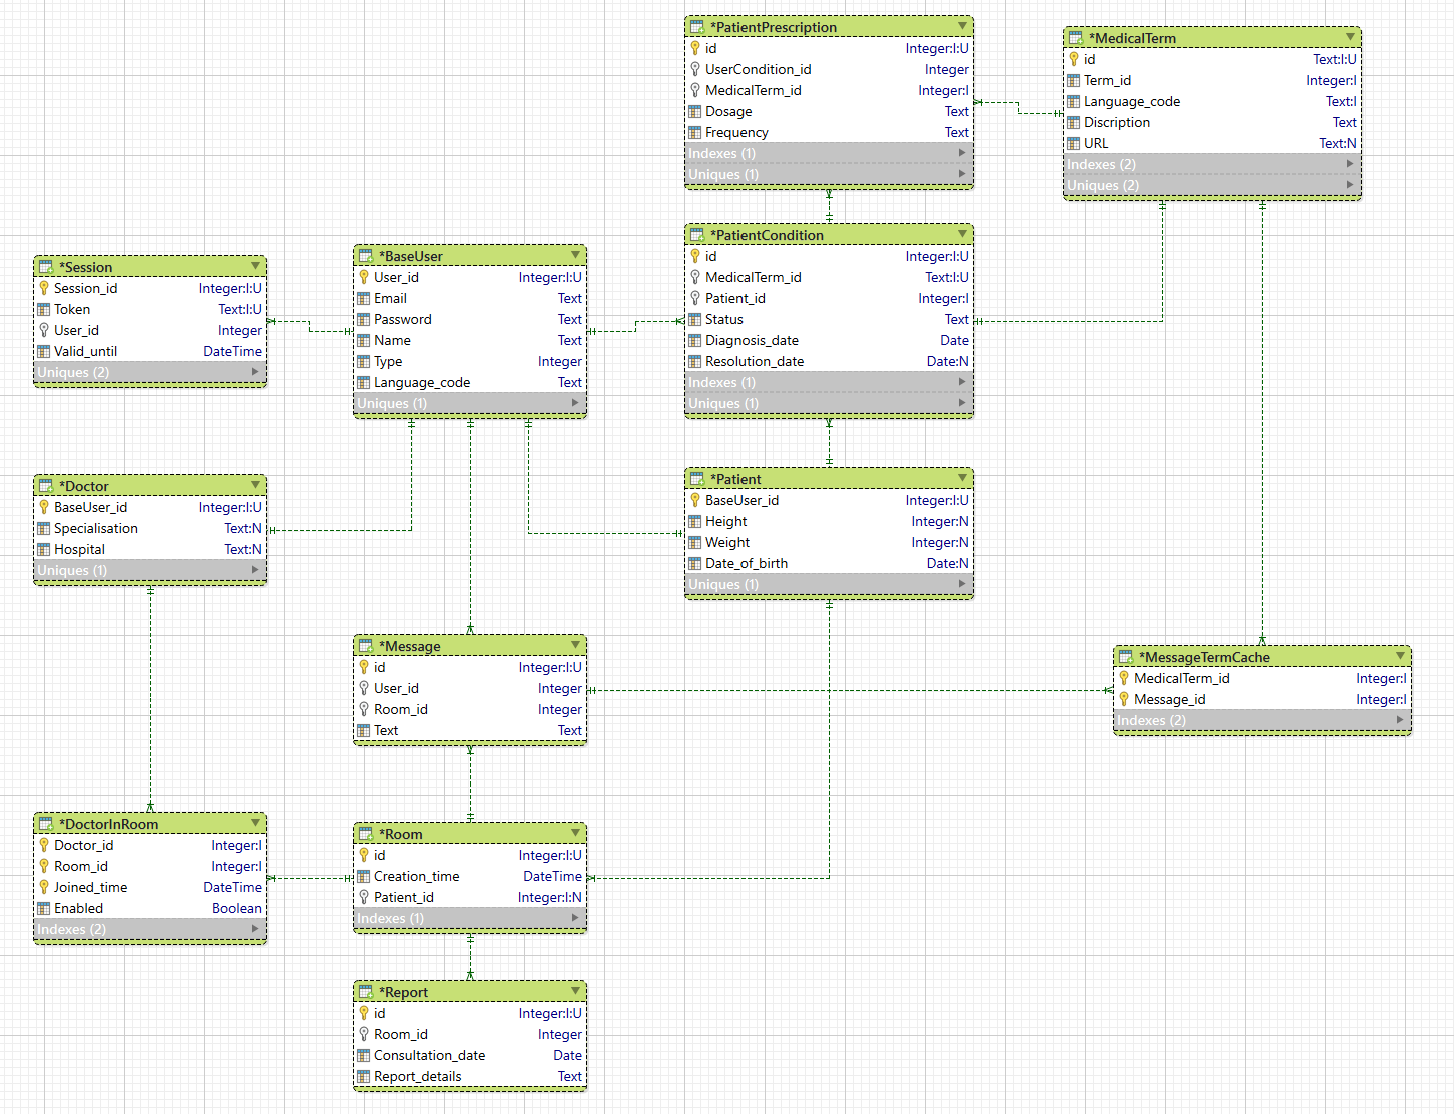 *PatientPrescription
id Integer:I:U
UserCondition_id Integer
MedicalTerm_id Integer:I
Dosage Text
Frequency Text
Indexes (1)
Uniques (1)
*MedicalTerm
id Text:I:U
Term_id Integer:I
Language_code Text:I
Discription Text
URL Text:N
Indexes (2)
Uniques (2)
*Session
Session_id Integer:I:U
Token Text:I:U
User_id Integer
Valid_until DateTime
Uniques (2)
*BaseUser
User_id Integer:I:U
Email Text
Password Text
Name Text
Type Integer
Language_code Text
Uniques (1)
*PatientCondition
id Integer:I:U
MedicalTerm_id Text:I:U
Patient_id Integer:I
Status Text
Diagnosis_date Date
Resolution_date Date:N
Indexes (1)
Uniques (1)
*Doctor
BaseUser_id Integer:I:U
Specialisation Text:N
Hospital Text:N
Uniques (1)
*Patient
BaseUser_id Integer:I:U
Height Integer:N
Weight Integer:N
Date_of_birth Date:N
Uniques (1)
*Message
id Integer:I:U
User_id Integer
Room_id Integer
Text Text
*MessageTermCache
MedicalTerm_id Integer:I
Message_id Integer:I
Indexes (2)
*DoctorInRoom
Doctor_id Integer:I
Room_id Integer:I
Joined_time DateTime
Enabled Boolean
Indexes (2)
*Room
id Integer:I:U
Creation_time DateTime
Patient_id Integer:I:N
Indexes (1)
*Report
id Integer:I:U
Room_id Integer
Consultation_date Date
Report_details Text